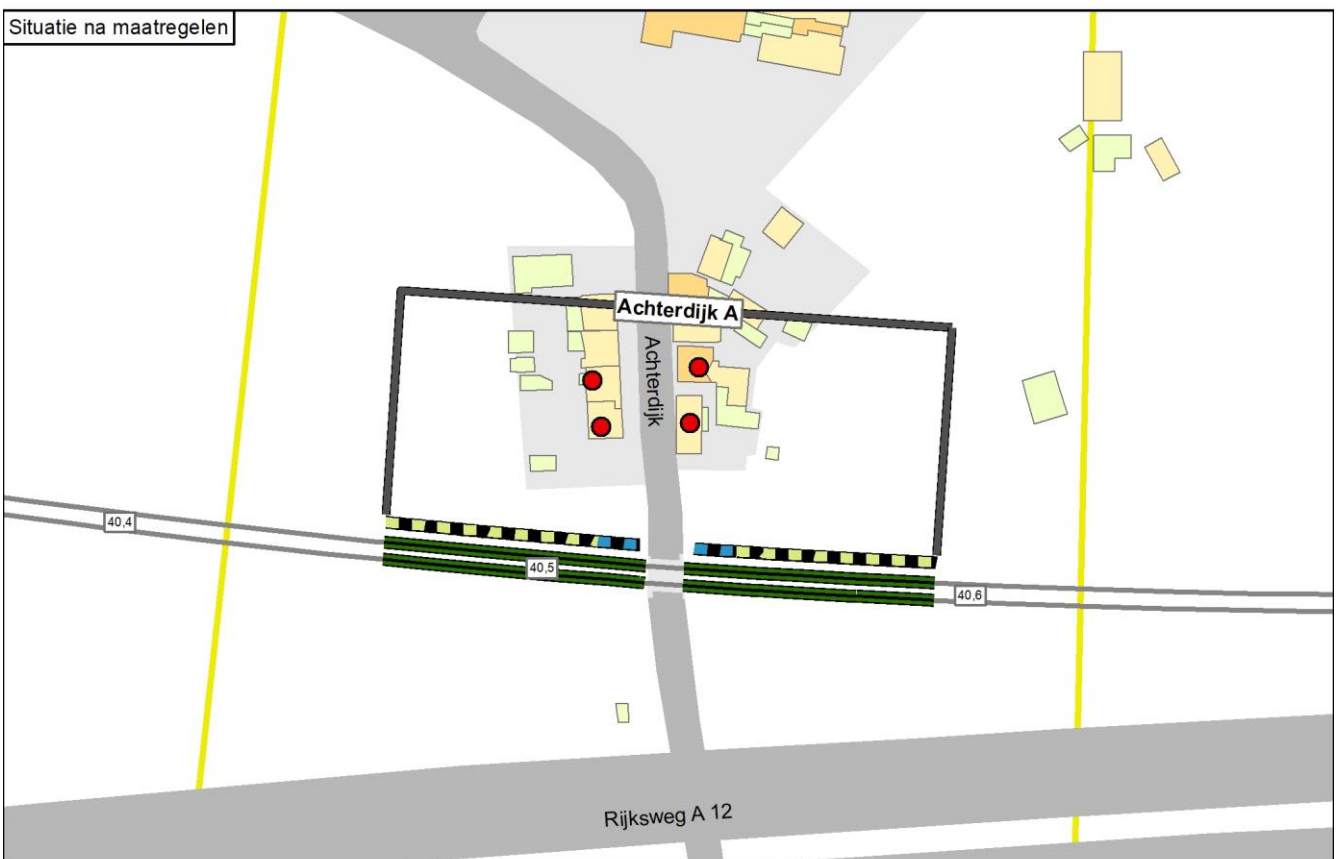 Situatie na maatregelen
Achterdijk A
Achterdijk
40,4
40,5
40,6
Rijksweg A 12